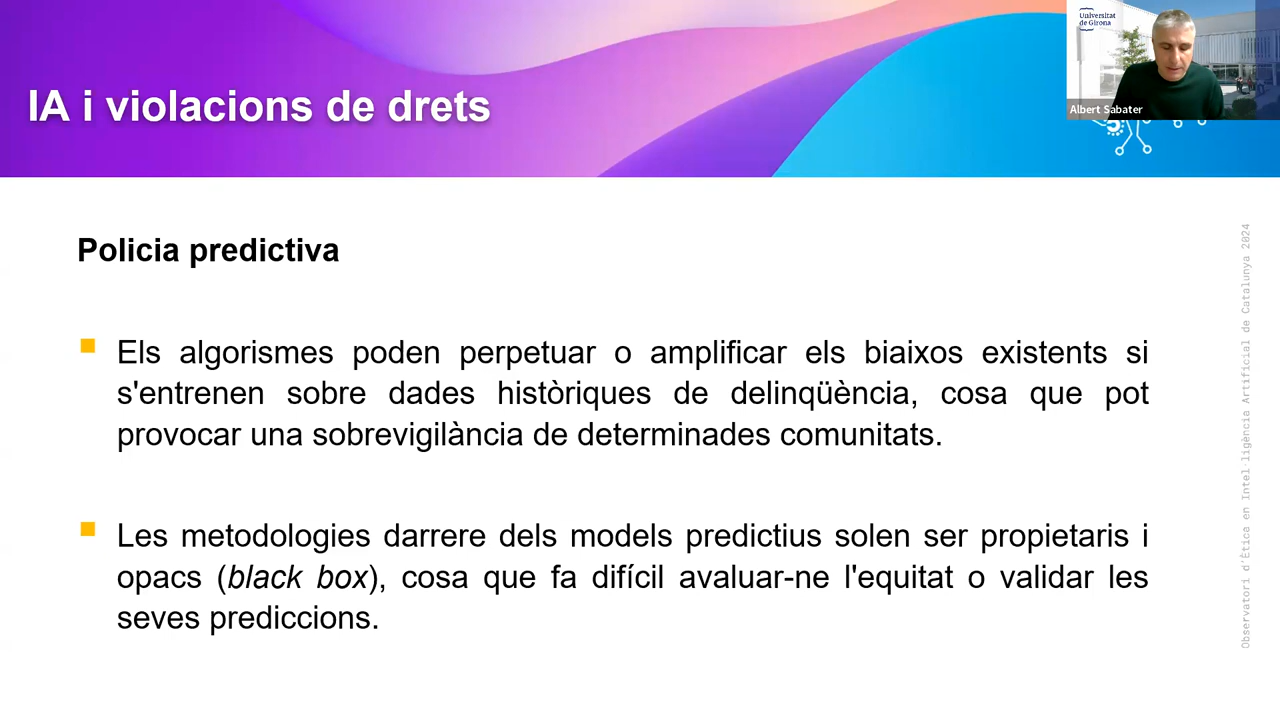 IA i violacions de drets
Universitat
de Girona
Albert Sabater
Policia predictiva
Els algorismes poden perpetuar o amplificar els biaixos existents si
s'entrenen sobre dades històriques de delinqüència, cosa que pot
provocar una sobrevigilància de determinades comunitats.
Les metodologies darrere dels models predictius solen ser propietaris i
opacs (black box), cosa que fa difícil avaluar-ne l'equitat o validar les
seves prediccions.
Observatori d'Ètica en Intel·ligència Artificial de Catalunya 2024